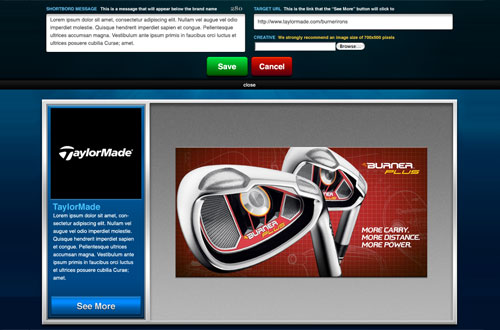 SHORTBORD MESSAGE This is a message that will appear below the brand name 280
Lorem ipsum dolor sit amet, consectetur adipiscing elit. Nullam vel augue vel odio
imperdiet molestie. Quisque hendrerit imperdiet sapien et congue. Pellentesque
ultrices accumsan magna. Vestibulum ante ipsum primis in faucibus orci luctus et
ultrices posuere cubilia Curae; amet.
TARGET URL This is the link that the "See More" button will click to
http://www.taylormade.com/burnerirons
CREATIVE We strongly recommend an image size of 700x500 pixels
Browse...
Save
Cancel
close
TaylorMade
TaylorMade
Lorem ipsum dolor sit amet, con-
sectetur adipiscing elit. Nullam
vel augue vel odio imperdiet molestie.
Quisque hendrerit imperdiet sapien
et congue. Pellentesque ultrices
accumsan magna. Vestibulum ante
ipsum primis in faucibus orci luctus
et ultrices posuere cubilia Curae;
amet.
See More
BURNER
PLUS
BURNER
PLUS
MORE CARRY.
MORE DISTANCE.
MORE POWER.